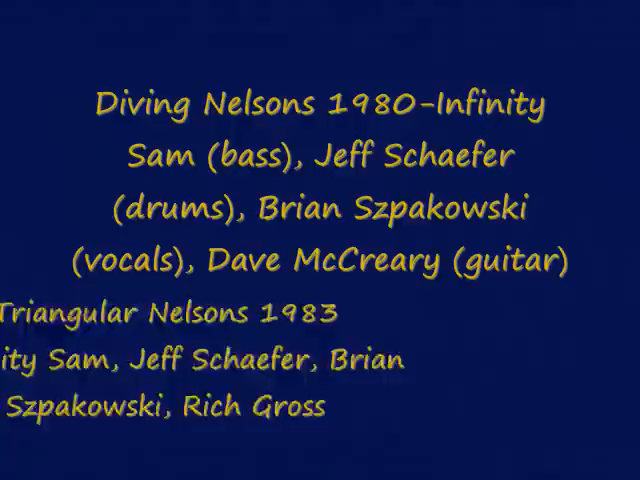 Diving Nelsons 1980-Infinity
Sam (bass), Jeff Schaefer
(drums), Brian Szpakowski
(vocals), Dave McCreary (guitar)
Triangular Nelsons 1983
ity Sam, Jeff Schaefer, Brian
Szpakowski, Rich Gross